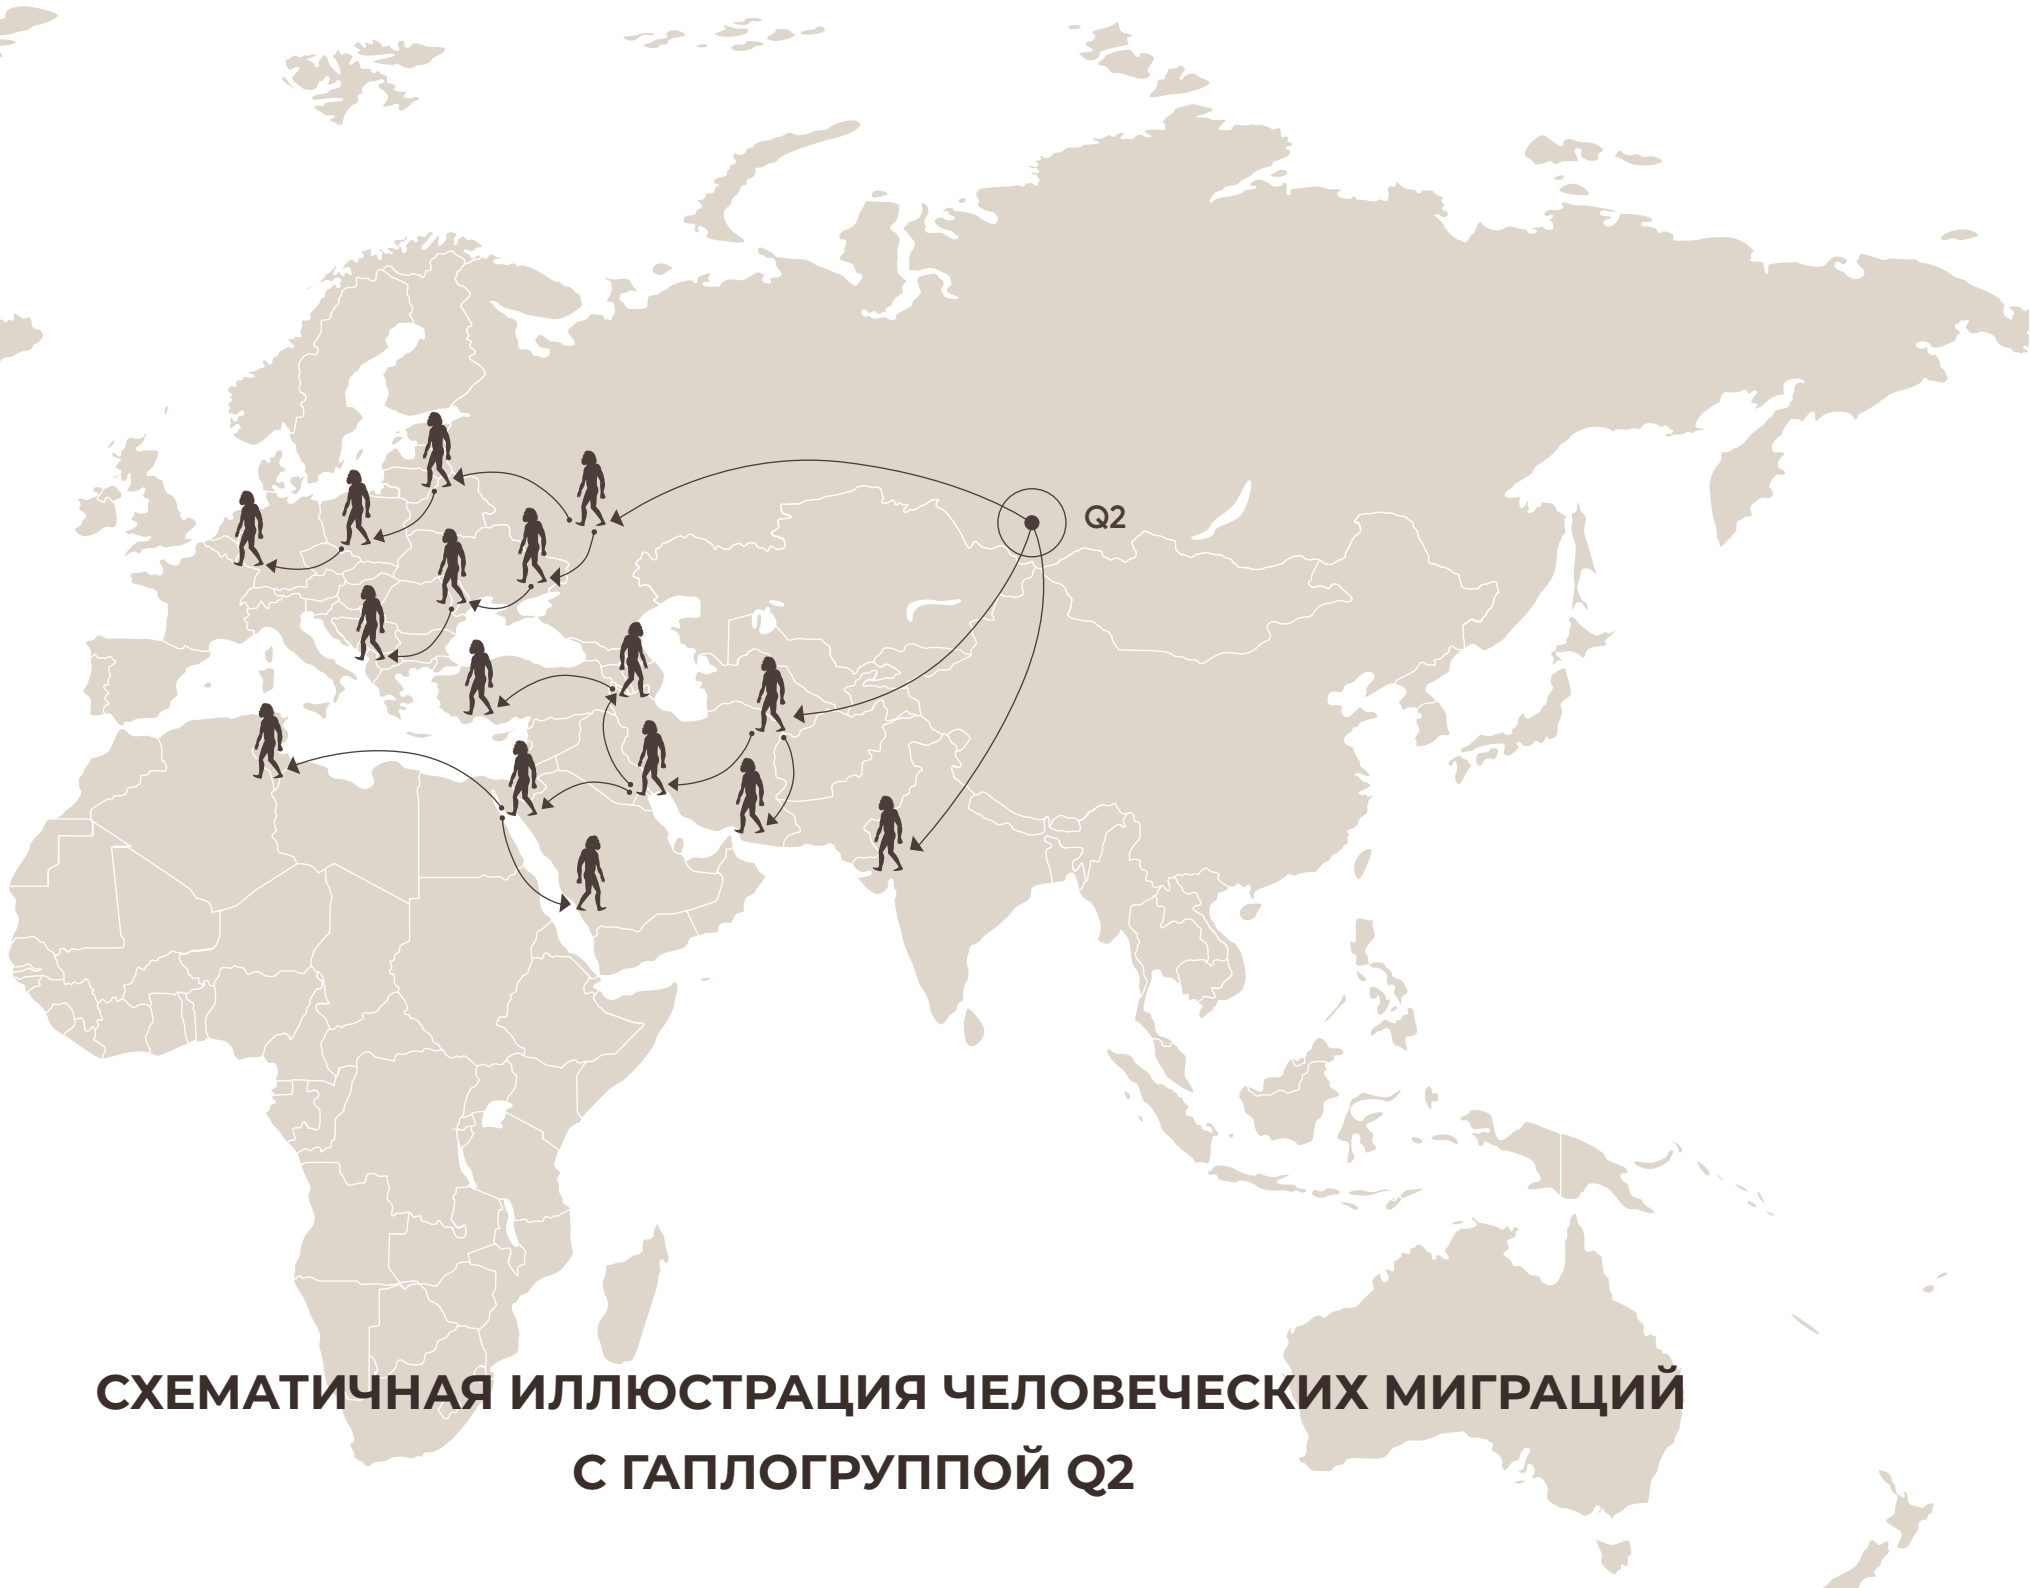 Q2
СХЕМАТИЧНАЯ ИЛЛЮСТРАЦИЯ ЧЕЛОВЕЧЕСКИХ МИГРАЦИЙ
С ГАПЛОГРУППОЙ Q2